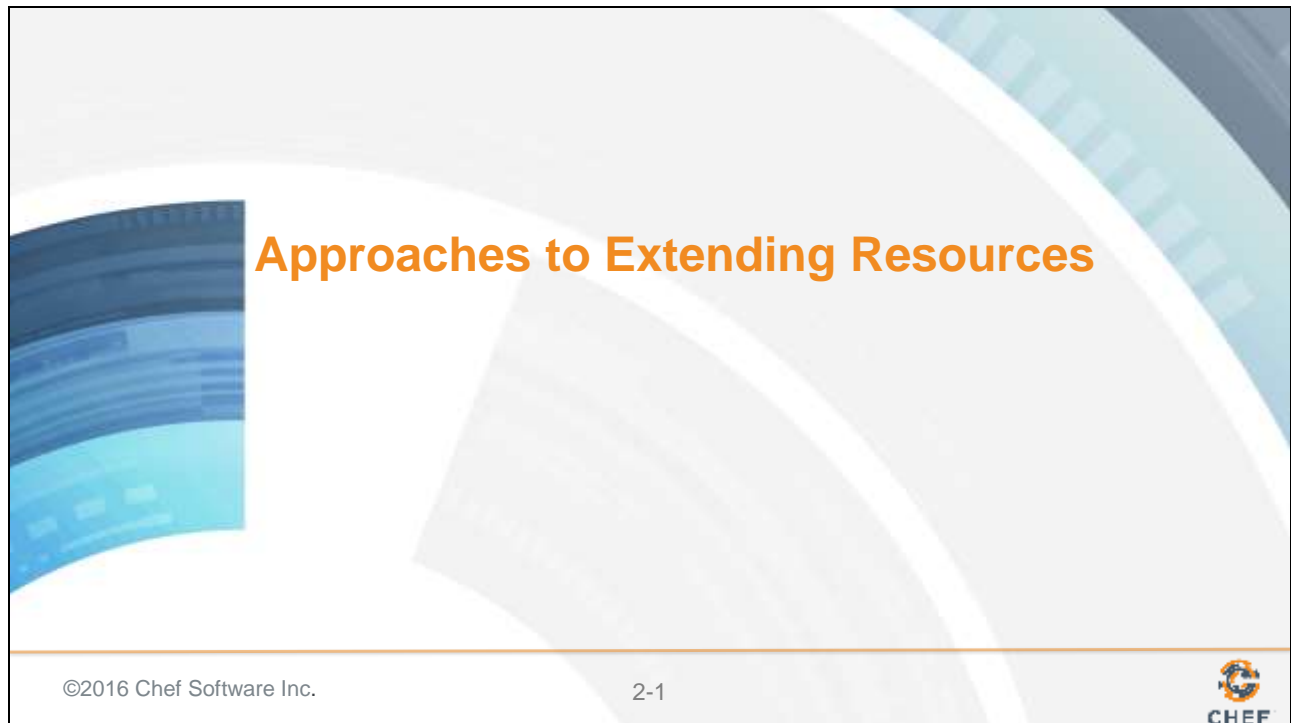 Approaches to Extending Resources
©2016 Chef Software Inc.
2-1
CHEF